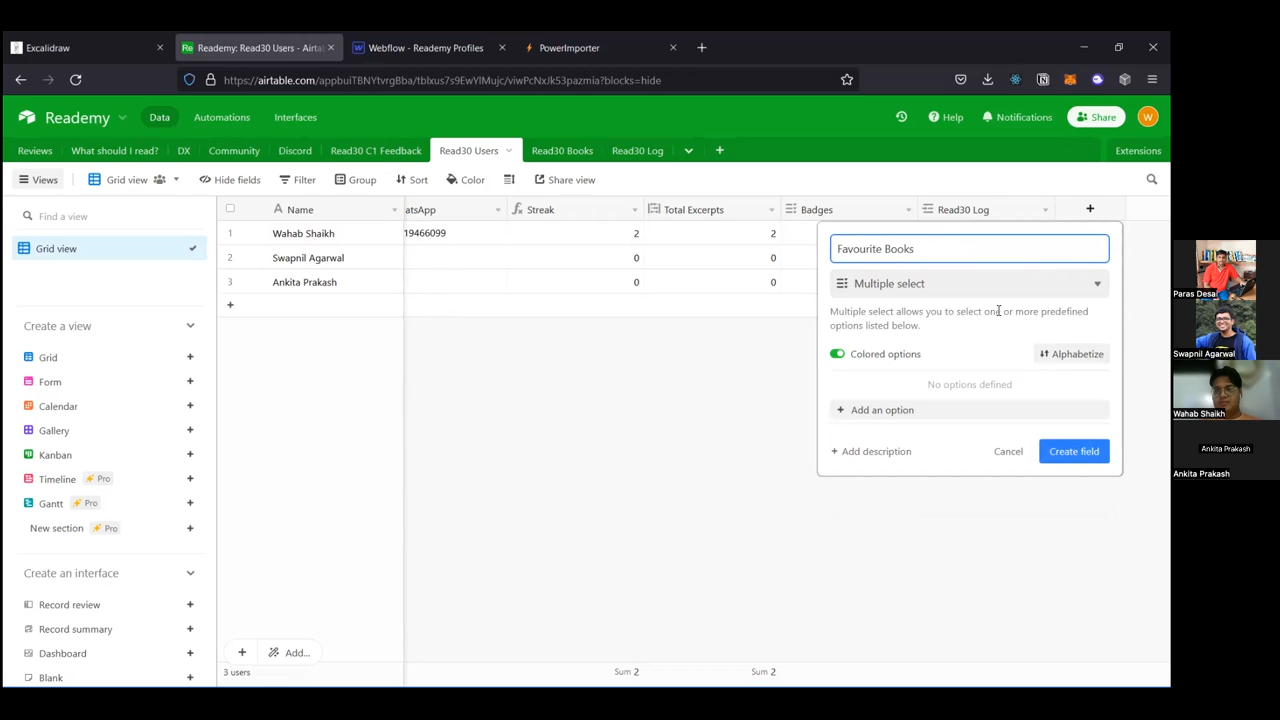 Excalidraw
Re Reademy: Read30 Users - Airtal
Webflow - Reademy Profiles
PowerImporter
https://airtable.com/appbuiTBNYtvrgBba/tblxus7s9EwYlMujc/viwPcNxJk53pazmia?blocks=hide
Reademy
Data
Automations
Interfaces
Help
Notifications
Share
W
Reviews
What should I read?
DX
Community
Discord
Read30 C1 Feedback
Read30 Users
Read30 Books
Read30 Log
Extensions
Views
Grid view
Hide fields
Filter
Group
Sort
Color
Share view
Find a view
Grid view
Create a view
Grid
Form
Calendar
Gallery
Kanban
Timeline Pro
Gantt Pro
New section Pro
Create an interface
Record review
Record summary
Dashboard
Blank
Name
atsApp
Streak
Total Excerpts
Badges
Read30 Log
1 Wahab Shaikh 19466099 2 2
2 Swapnil Agarwal 0 0
3 Ankita Prakash 0 0
Favourite Books
Multiple select
Multiple select allows you to select one or more predefined
options listed below.
Colored options
Alphabetize
No options defined
Add an option
Add description
Cancel
Create field
Add...
3 users
Sum 2
Sum 2
Paras Desai
Swapnil Agarwal
Wahab Shaikh
Ankita Prakash
Ankita Prakash